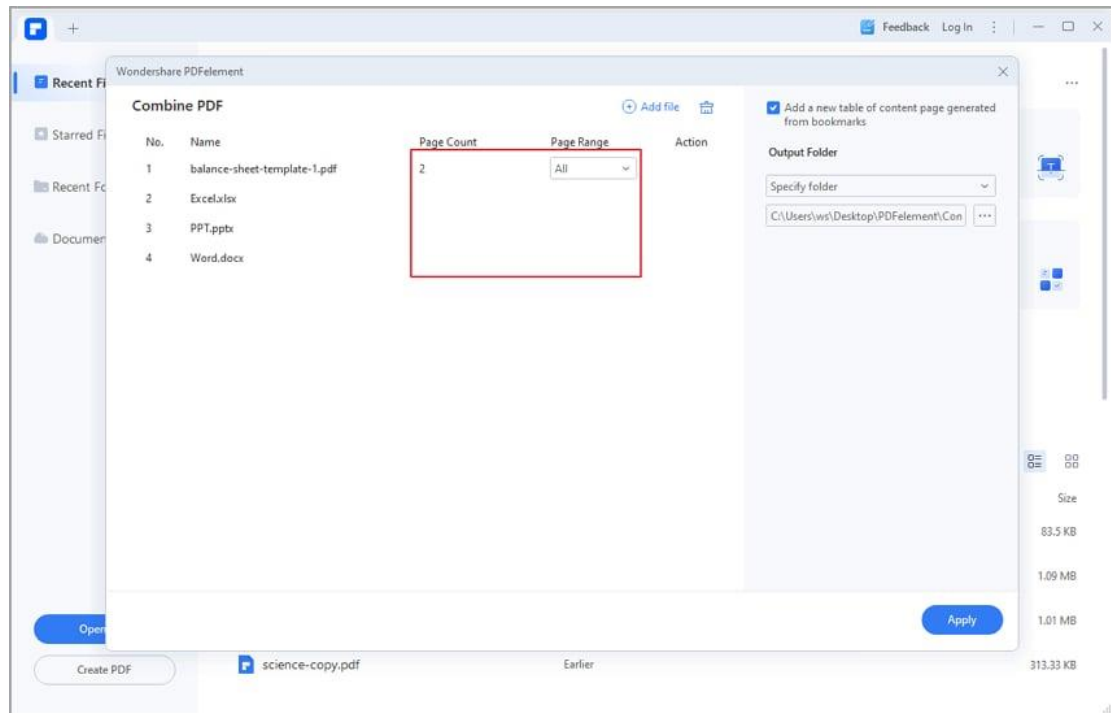 Feedback Log In
Wondershare PDFelement
Recent Fi
Starred Fi
Recent Fo
Documen
Combine PDF
Add file
No. Name Page Count Page Range Action
1 balance-sheet-template-1.pdf 2 All
2 Excel.xlsx
3 PPT.pptx
4 Word.docx
Add a new table of content page generated
from bookmarks
Output Folder
Specify folder
C:\Users\ws\Desktop\PDFelement\Con
...
Apply
Size
83.5 KB
1.09 MB
1.01 MB
Open
Create PDF
science-copy.pdf Earlier 313.33 KB